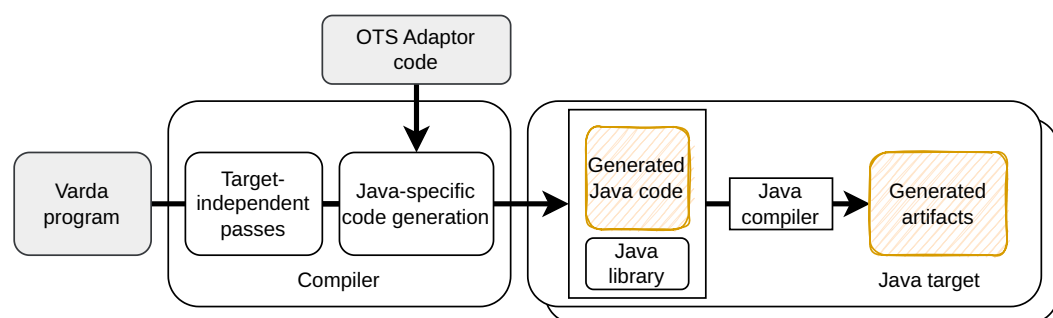 OTS Adaptor
code
Varda
program
Target-
independent
passes
Java-specific
code generation
Compiler
Generated
Java code
Java
library
Java
compiler
Generated
artifacts
Java target